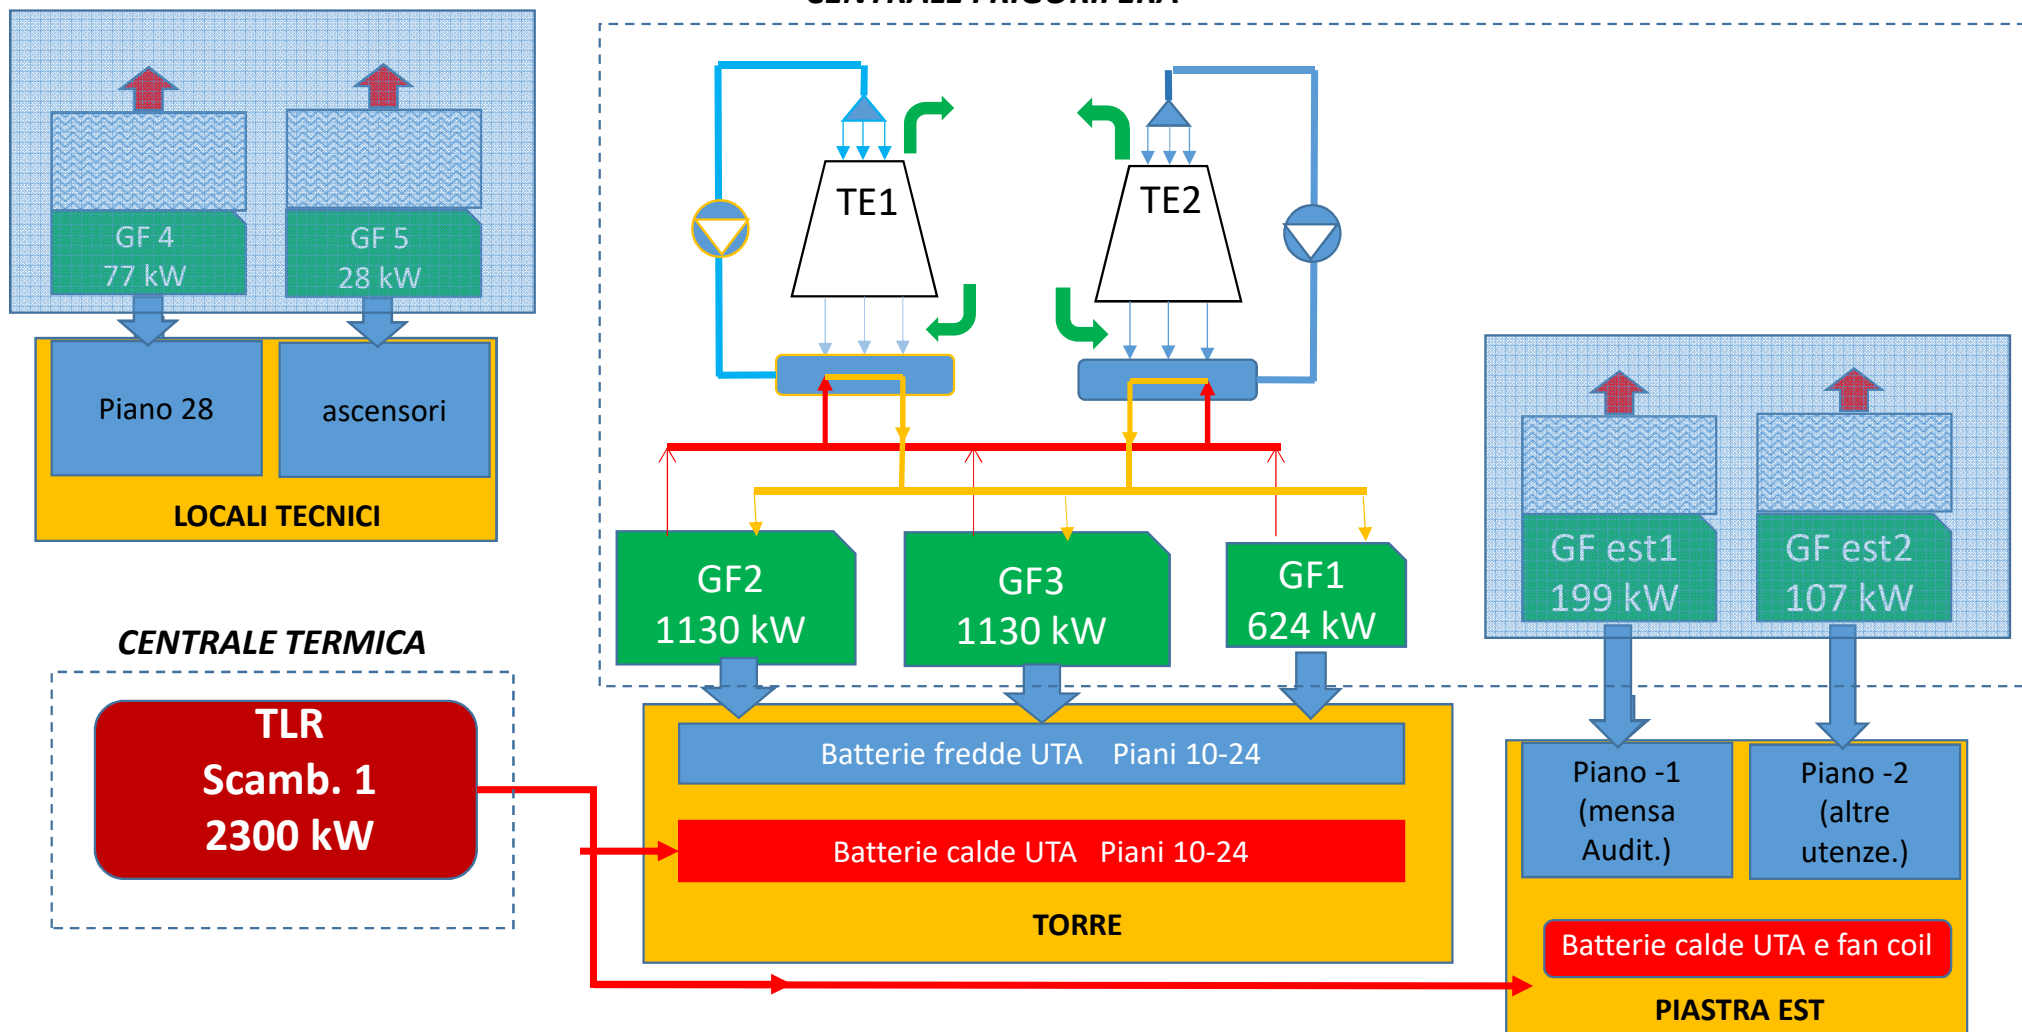 CENTRALE FRIGORIFERA
TE1
TE2
GF 4
77 kW
GF 5
28 kW
Piano 28
ascensori
LOCALI TECNICI
GF2
1130 kW
GF3
1130 kW
GF1
624 kW
GF est1
199 kW
GF est2
107 kW
CENTRALE TERMICA
TLR
Scamb. 1
2300 kW
Batterie fredde UTA Piani 10-24
Batterie calde UTA Piani 10-24
TORRE
Piano -1
(mensa
Audit.)
Piano -2
(altre
utenze.)
Batterie calde UTA e fan coil
PIASTRA EST